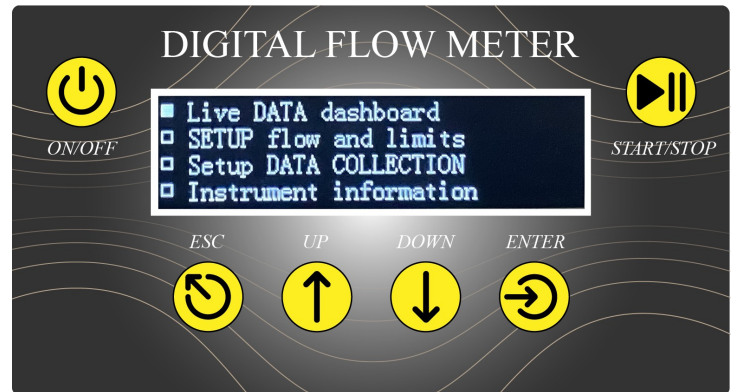 DIGITAL FLOW METER
ON/OFF
Live DATA dashboard
SETUP flow and limits
Setup DATA COLLECTION
Instrument information
START/STOP
ESC
UP
DOWN
ENTER